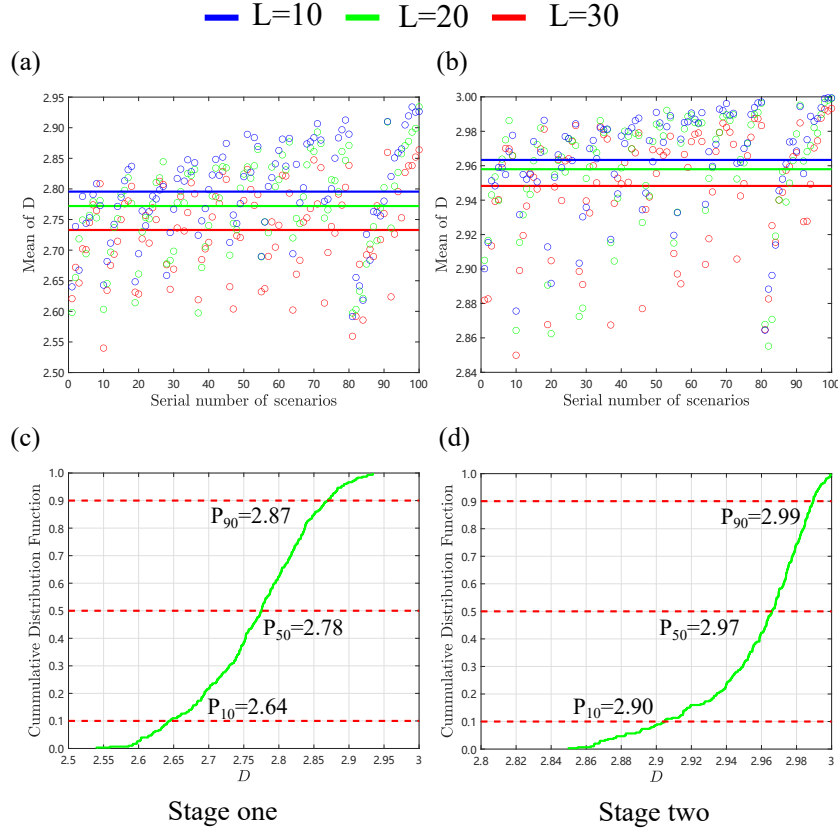 L=10 L=20 L=30
(a)
(b)
Mean of D
2.95
2.90
2.85
2.80
2.75
2.70
2.65
2.60
2.55
2.50
0 10 20 30 40 50 60 70 80 90 100
Serial number of scenarios
Mean of D
3.00
2.98
2.96
2.94
2.92
2.90
2.88
2.86
2.84
0 10 20 30 40 50 60 70 80 90 100
Serial number of scenarios
(c)
(d)
Cummulative Distribution Function
1.0
0.9
0.8
0.7
0.6
0.5
0.4
0.3
0.2
0.1
0.0
P90=2.87
P50=2.78
P10=2.64
2.5 2.55 2.6 2.65 2.7 2.75 2.8 2.85 2.9 2.95 3
D
Cummulative Distribution Function
1.0
0.9
0.8
0.7
0.6
0.5
0.4
0.3
0.2
0.1
0.0
P90=2.99
P50=2.97
P10=2.90
2.8 2.82 2.84 2.86 2.88 2.9 2.92 2.94 2.96 2.98 3
D
Stage one
Stage two